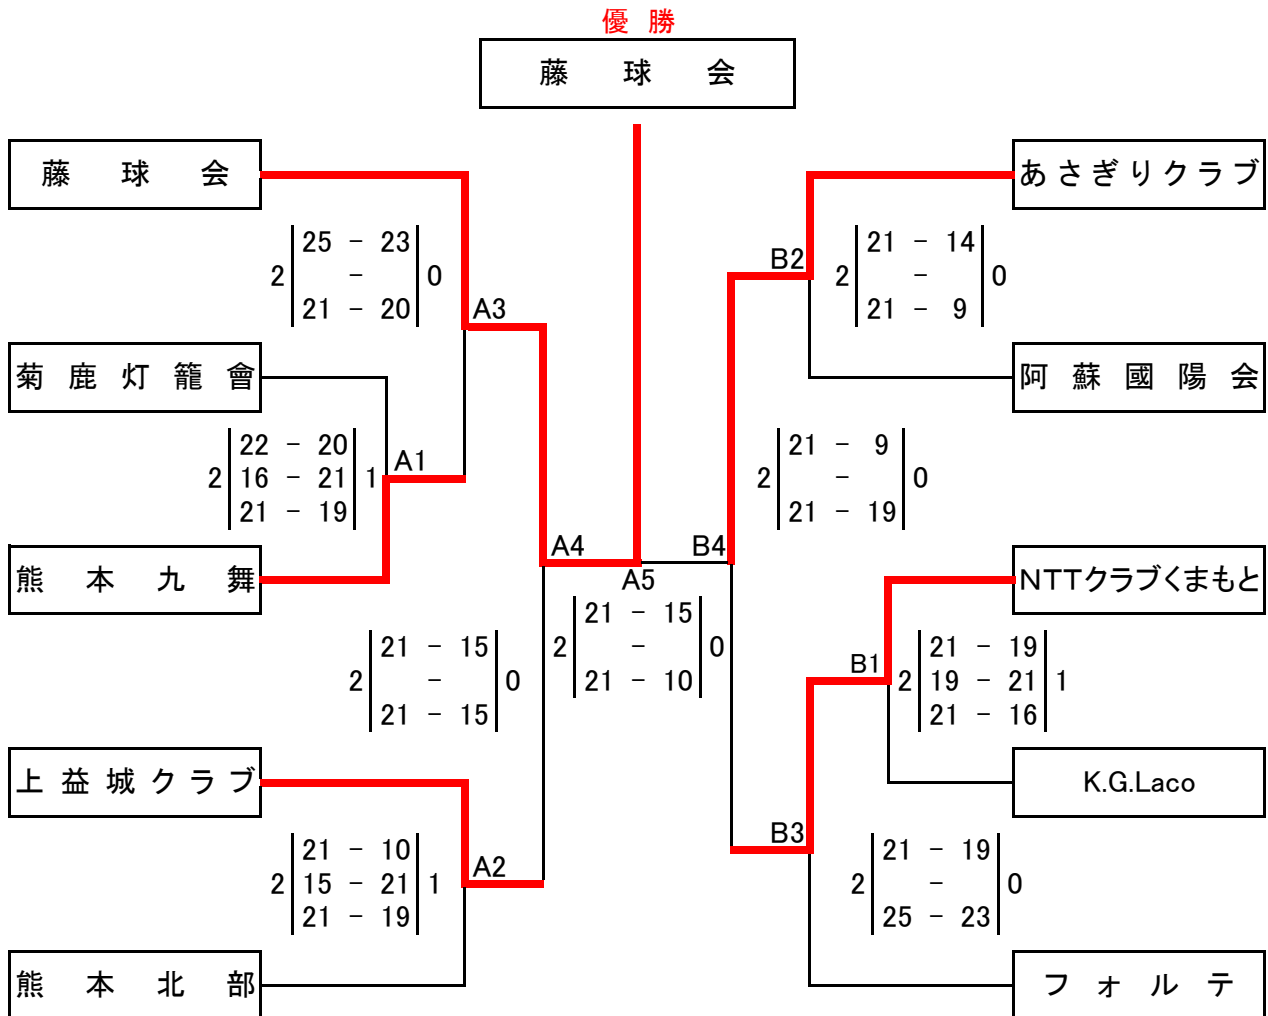 優勝
藤球会
藤球会
あさぎりクラブ
25 - 23
2 - 0
21 - 20
A3
B2
21 - 14
2 - 0
21 - 9
菊鹿灯籠會
阿蘇國陽会
22 - 20
2 16 - 21 1
21 - 19
A1
21 - 9
2 - 0
21 - 19
熊本九舞
A4
B4
A5
NTTクラブくまもと
21 - 15
2 - 0
21 - 15
21 - 15
2 - 0
21 - 10
B1
21 - 19
2 19 - 21 1
21 - 16
上益城クラブ
K.G.Laco
21 - 10
2 15 - 21 1
21 - 19
A2
B3
21 - 19
2 - 0
25 - 23
熊本北部
フォルテ